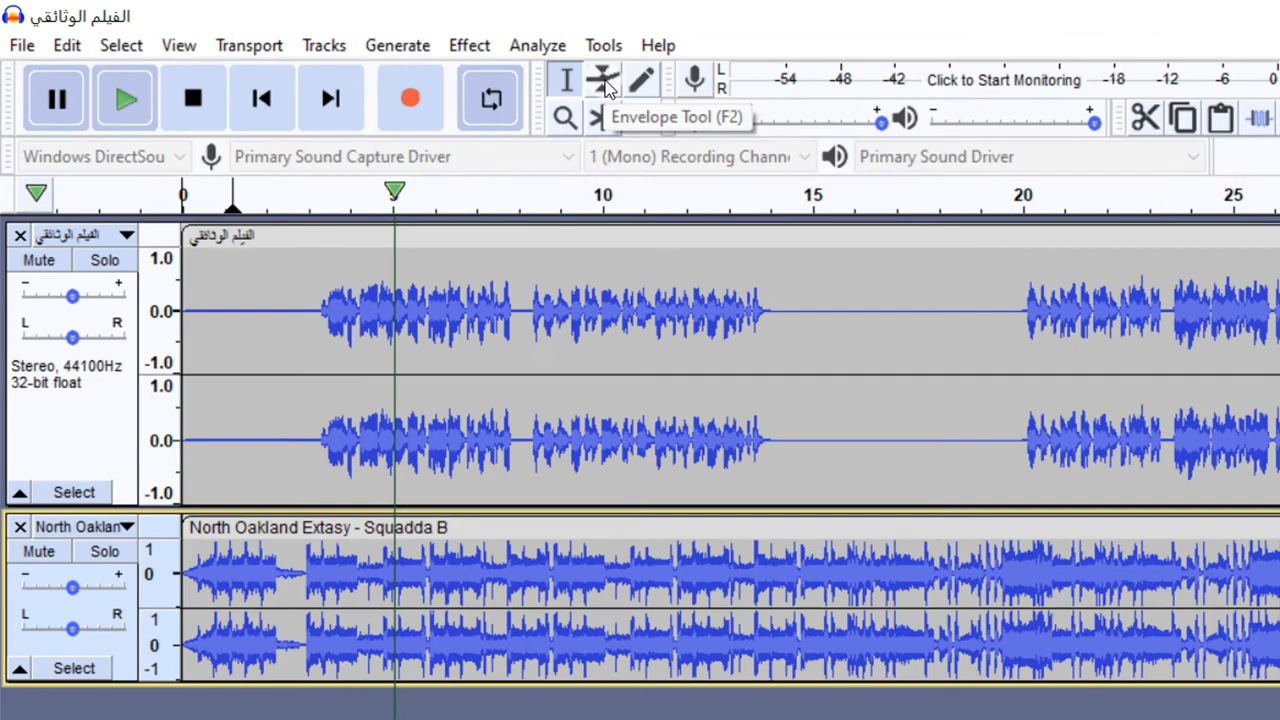 الفيلم الوثائقي
File Edit Select View Transport Tracks Generate Effect Analyze Tools Help
L
R
-54 -48 -42 Click to Start Monitoring -18 -12 -6 0
Envelope Tool (F2)
- +
Windows DirectSou Primary Sound Capture Driver 1 (Mono) Recording Chann Primary Sound Driver
0 5 10 15 20 25
الفيلم الوثائقي
الفيلم الوثائقي
Mute Solo
- +
L R
Stereo, 44100Hz
32-bit float
Select
1.0
0.0
-1.0
1.0
0.0
-1.0
North Oaklan
North Oakland Extasy - Squadda B
Mute Solo
- +
L R
Select
1
0
1
0
-1